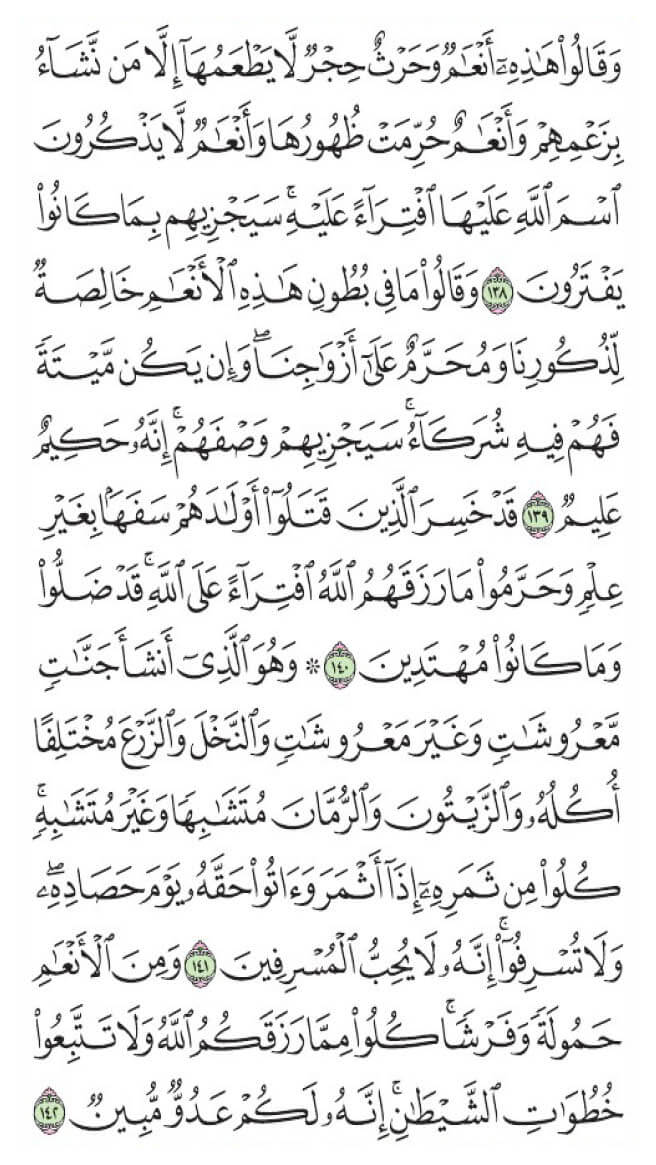 وَقَالُوا۟ هَـٰذِهِۦٓ أَنْعَـٰمٌ وَحَرْثٌ حِجْرٌ لَّا يَطْعَمُهَآ إِلَّا مَن نَّشَآءُ
بِزَعْمِهِمْ وَأَنْعَـٰمٌ حُرِّمَتْ ظُهُورُهَا وَأَنْعَـٰمٌ لَّا يَذْكُرُونَ
ٱسْمَ ٱللَّهِ عَلَيْهَا ٱفْتِرَآءً عَلَيْهِ ۚ سَيَجْزِيهِم بِمَا كَانُوا۟
يَفْتَرُونَ ١٣٨ وَقَالُوا۟ مَا فِى بُطُونِ هَـٰذِهِ ٱلْأَنْعَـٰمِ خَالِصَةٌ
لِّذُكُورِنَا وَمُحَرَّمٌ عَلَىٰٓ أَزْوَٰجِنَا ۖ وَإِن يَكُن مَّيْتَةً
فَهُمْ فِيهِ شُرَكَآءُ ۚ سَيَجْزِيهِمْ وَصْفَهُمْ ۚ إِنَّهُۥ حَكِيمٌ
عَلِيمٌ ١٣٩ قَدْ خَسِرَ ٱلَّذِينَ قَتَلُوٓا۟ أَوْلَـٰدَهُمْ سَفَهًۢا بِغَيْرِ
عِلْمٍ وَحَرَّمُوا۟ مَا رَزَقَهُمُ ٱللَّهُ ٱفْتِرَآءً عَلَى ٱللَّهِ ۚ قَدْ ضَلُّوا۟
وَمَا كَانُوا۟ مُهْتَدِينَ ١٤٠ ۞ وَهُوَ ٱلَّذِىٓ أَنشَأَ جَنَّـٰتٍ
مَّعْرُوشَـٰتٍ وَغَيْرَ مَعْرُوشَـٰتٍ وَٱلنَّخْلَ وَٱلزَّرْعَ مُخْتَلِفًا
أُكُلُهُۥ وَٱلزَّيْتُونَ وَٱلرُّمَّانَ مُتَشَـٰبِهًا وَغَيْرَ مُتَشَـٰبِهٍ ۚ
كُلُوا۟ مِن ثَمَرِهِۦٓ إِذَآ أَثْمَرَ وَءَاتُوا۟ حَقَّهُۥ يَوْمَ حَصَادِهِۦ ۖ
وَلَا تُسْرِفُوٓا۟ ۚ إِنَّهُۥ لَا يُحِبُّ ٱلْمُسْرِفِينَ ١٤١ وَمِنَ ٱلْأَنْعَـٰمِ
حَمُولَةً وَفَرْشًا ۚ كُلُوا۟ مِمَّا رَزَقَكُمُ ٱللَّهُ وَلَا تَتَّبِعُوا۟
خُطُوَٰتِ ٱلشَّيْطَـٰنِ ۚ إِنَّهُۥ لَكُمْ عَدُوٌّ مُّبِينٌ ١٤٢